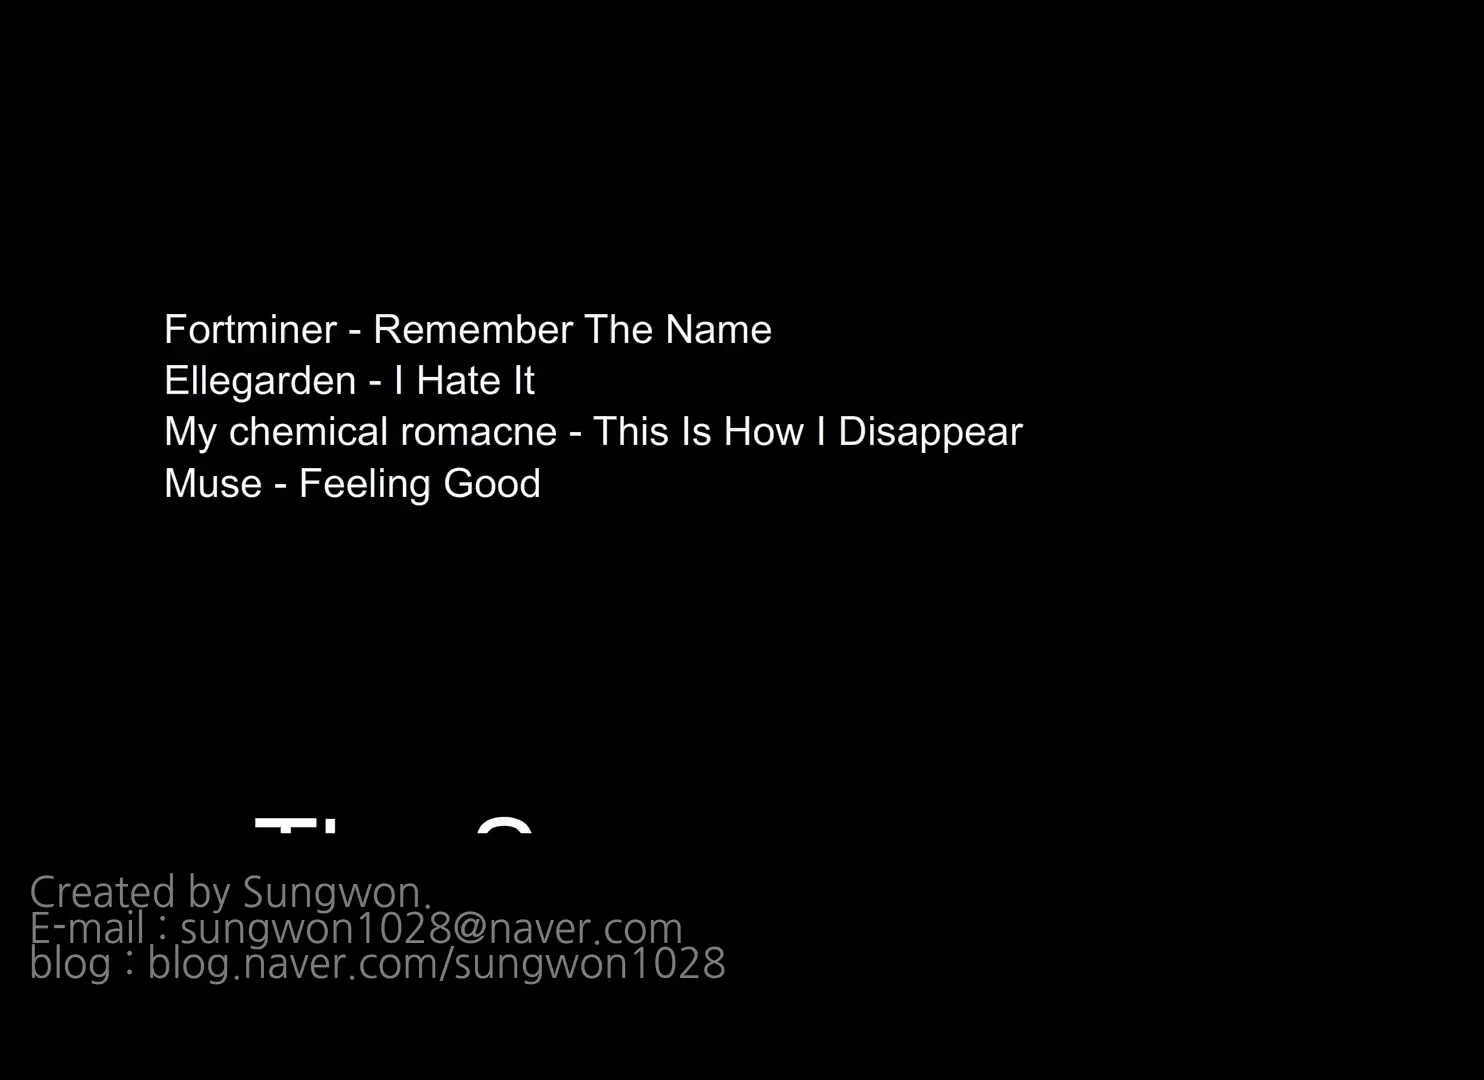 Fortminer - Remember The Name
Ellegarden - I Hate It
My chemical romacne - This Is How I Disappear
Muse - Feeling Good
Created by Sungwon.
E-mail : sungwon1028@naver.com
blog : blog.naver.com/sungwon1028